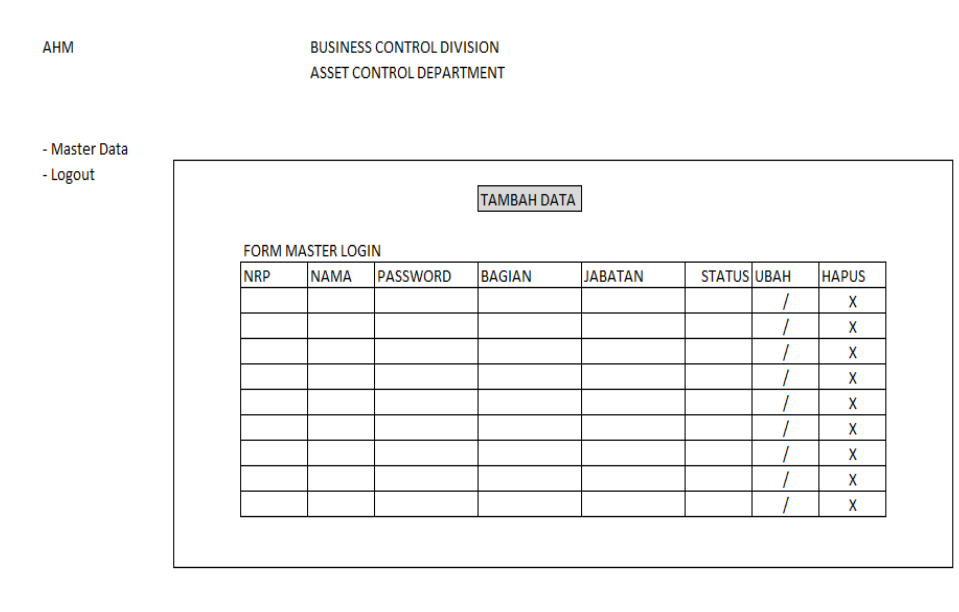 AHM BUSINESS CONTROL DIVISION
ASSET CONTROL DEPARTMENT
- Master Data
- Logout
TAMBAH DATA
FORM MASTER LOGIN
NRP NAMA PASSWORD BAGIAN JABATAN STATUS UBAH HAPUS
/ X
/ X
/ X
/ X
/ X
/ X
/ X
/ X
/ X